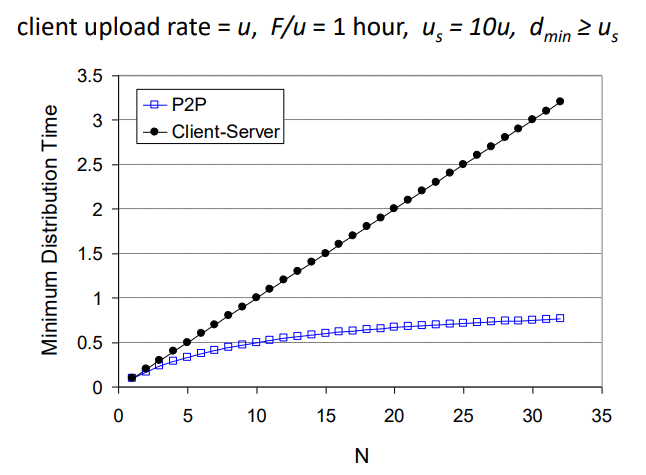 client upload rate = u, F/u = 1 hour, us = 10u, dmin ≥ us
3.5
3
2.5
2
1.5
1
0.5
0
Minimum Distribution Time
P2P
Client-Server
0 5 10 15 20 25 30 35
N